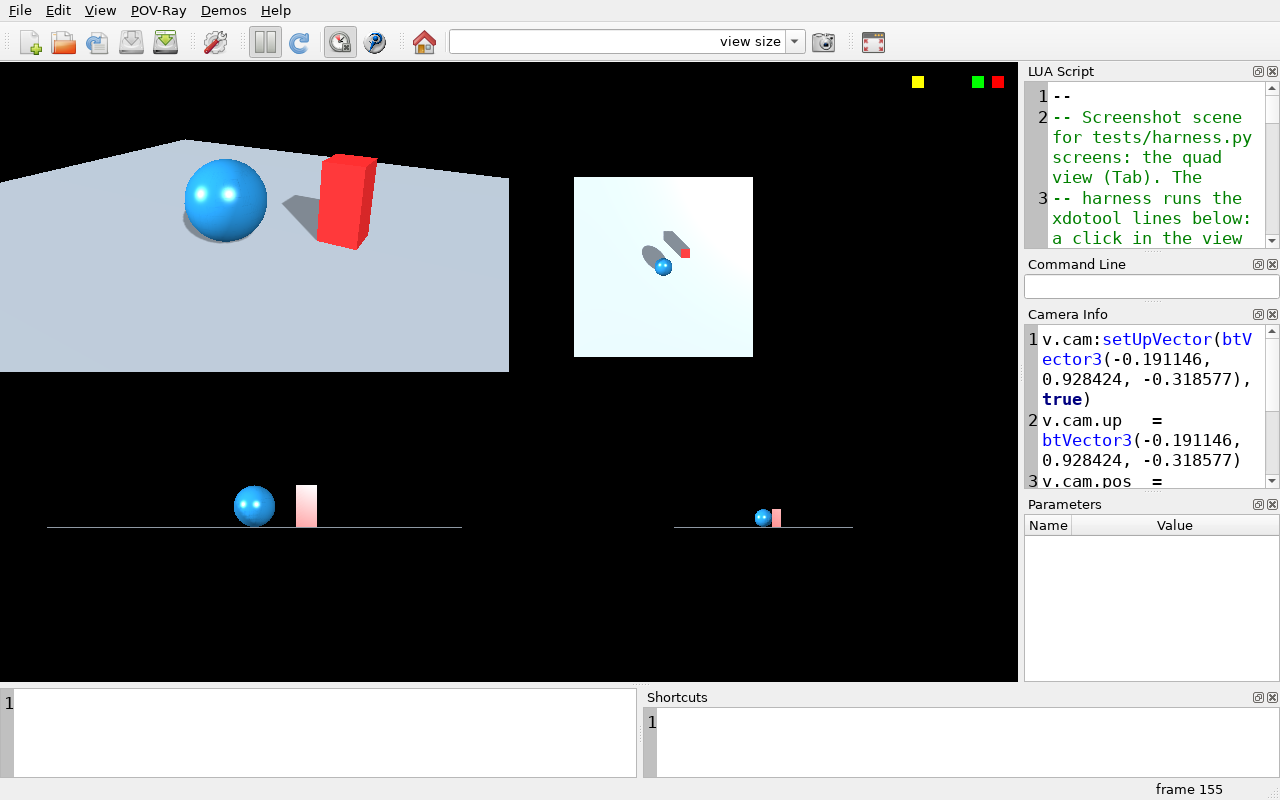 File Edit View POV-Ray Demos Help
view size
LUA Script
1 --
2 -- Screenshot scene
for tests/harness.py
screens: the quad
view (Tab). The
3 -- harness runs the
xdotool lines below:
a click in the view
Command Line
Camera Info
1 v.cam:setUpVector(btV
ector3(-0.191146,
0.928424, -0.318577),
true)
2 v.cam.up   =
btVector3(-0.191146,
0.928424, -0.318577)
3 v.cam.pos  =
Parameters
Name Value
1
Shortcuts
1
frame 155